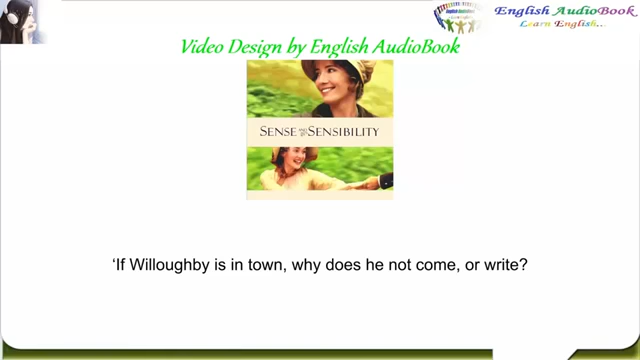 English AudioBook
Learn English...
Video Design by English AudioBook
SENSE AND SENSIBILITY
‘If Willoughby is in town, why does he not come, or write?